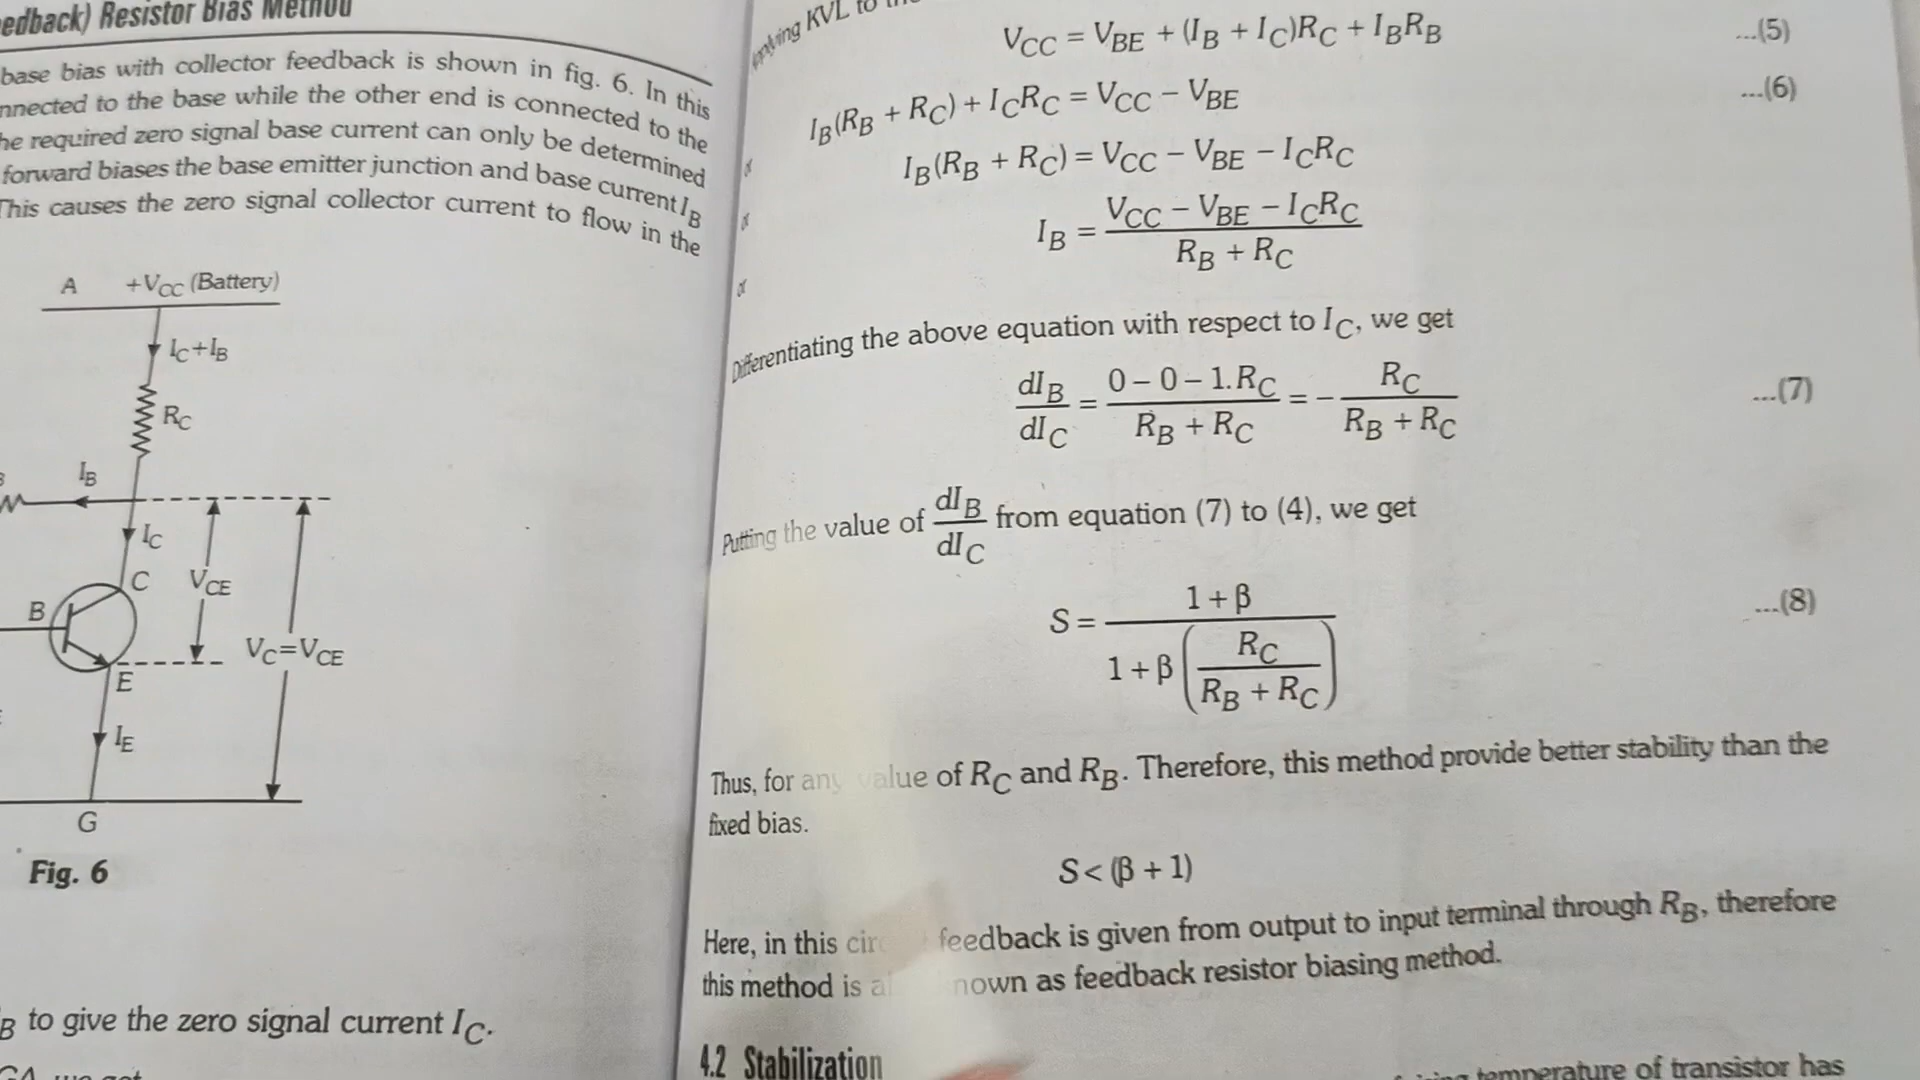 edback) Resistor Bias Method
base bias with collector feedback is shown in fig. 6. In this
nnected to the base while the other end is connected to the
he required zero signal base current can only be determined
forward biases the base emitter junction and base current I_B
This causes the zero signal collector current to flow in the
A +V_CC (Battery)
I_C+I_B
R_C
I_B
I_C
C
V_CE
B
V_C=V_CE
E
I_E
G
Fig. 6
B to give the zero signal current I_C.
applying KVL to
V_CC = V_BE + (I_B + I_C)R_C + I_BR_B ...(5)
I_B(R_B + R_C) + I_CR_C = V_CC − V_BE ...(6)
I_B(R_B + R_C) = V_CC − V_BE − I_CR_C
I_B = (V_CC − V_BE − I_CR_C) / (R_B + R_C)
Differentiating the above equation with respect to I_C, we get
dI_B/dI_C = (0 − 0 − 1.R_C) / (R_B + R_C) = − R_C / (R_B + R_C) ...(7)
Putting the value of dI_B/dI_C from equation (7) to (4), we get
S = (1 + β) / (1 + β (R_C / (R_B + R_C))) ...(8)
Thus, for any value of R_C and R_B. Therefore, this method provide better stability than the
fixed bias.
S < (β + 1)
Here, in this cir feedback is given from output to input terminal through R_B, therefore
this method is a nown as feedback resistor biasing method.
4.2 Stabilization
temperature of transistor has